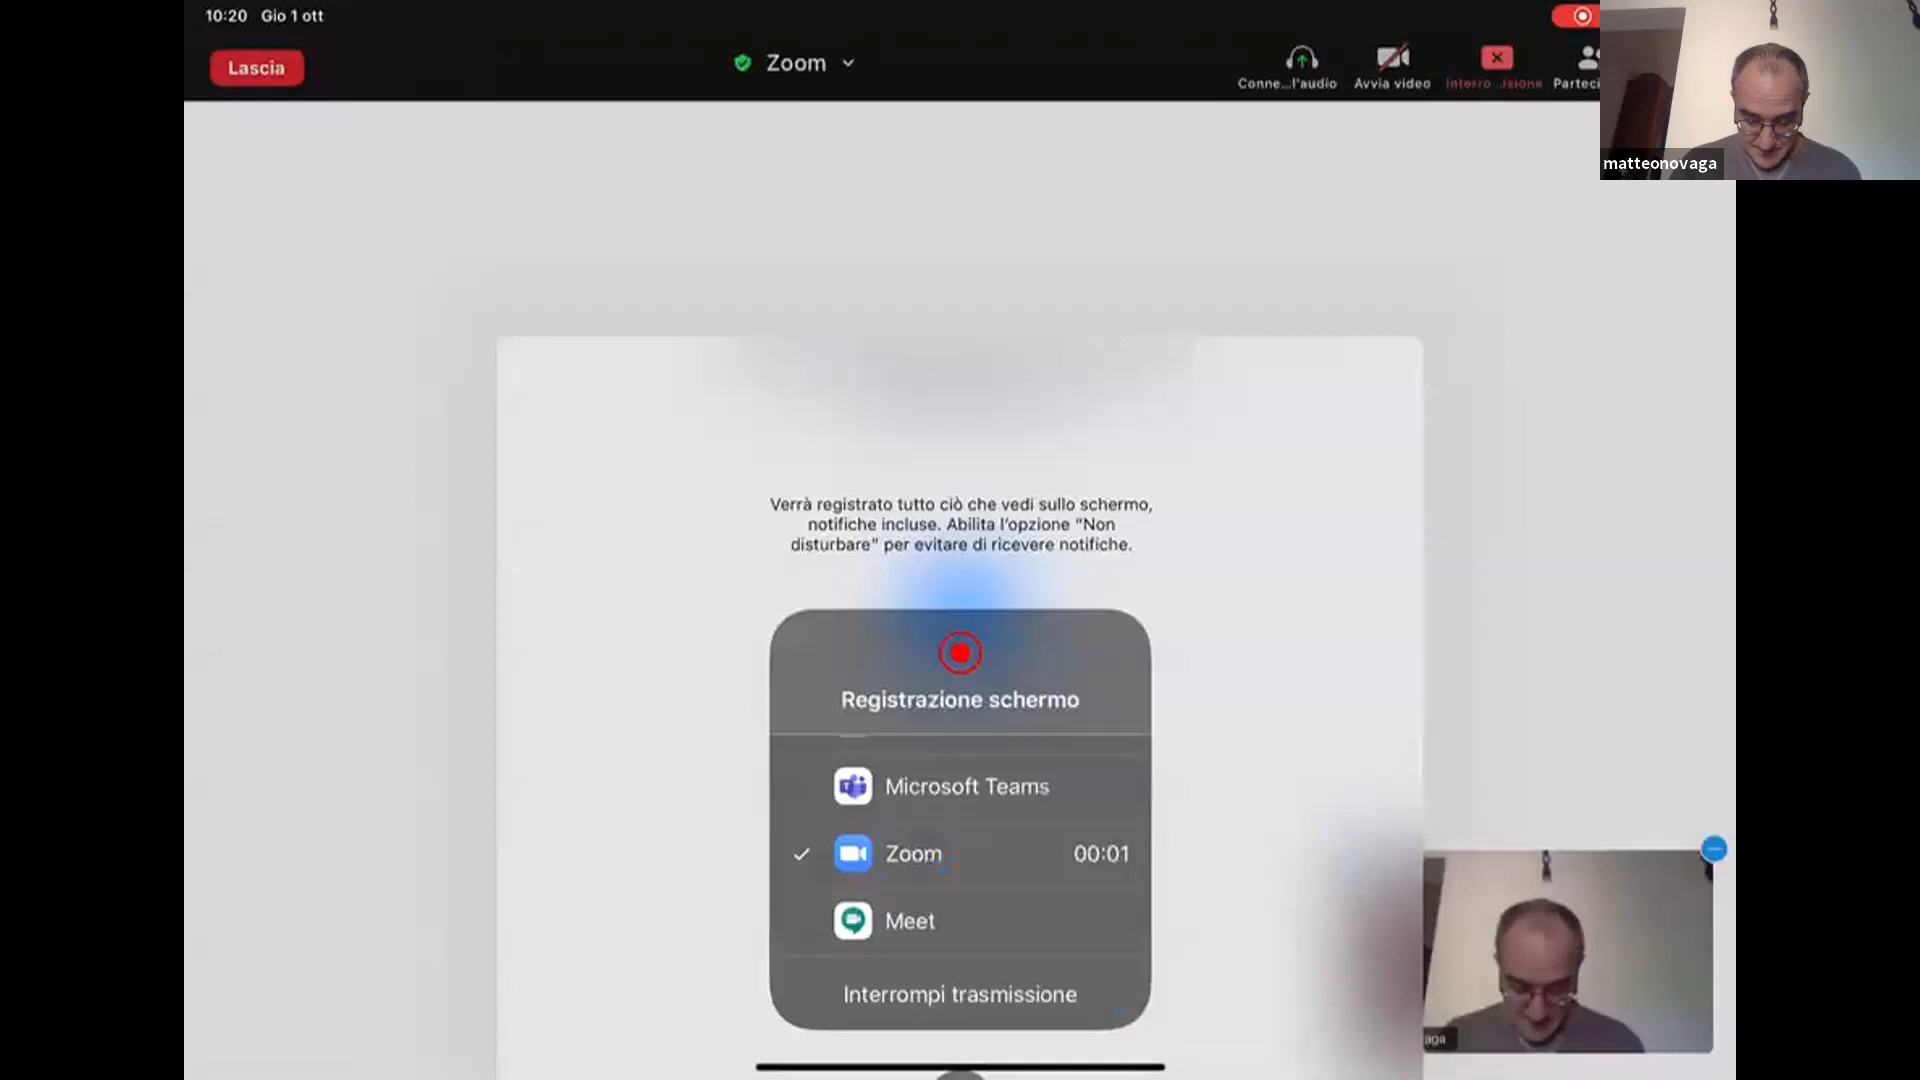 10:20 Gio 1 ott
Lascia
Zoom
Conne...l'audio
Avvia video
Interro...isione
Parteci
matteonovaga
Verrà registrato tutto ciò che vedi sullo schermo,
notifiche incluse. Abilita l'opzione "Non
disturbare" per evitare di ricevere notifiche.
Registrazione schermo
Microsoft Teams
Zoom 00:01
Meet
Interrompi trasmissione
aga